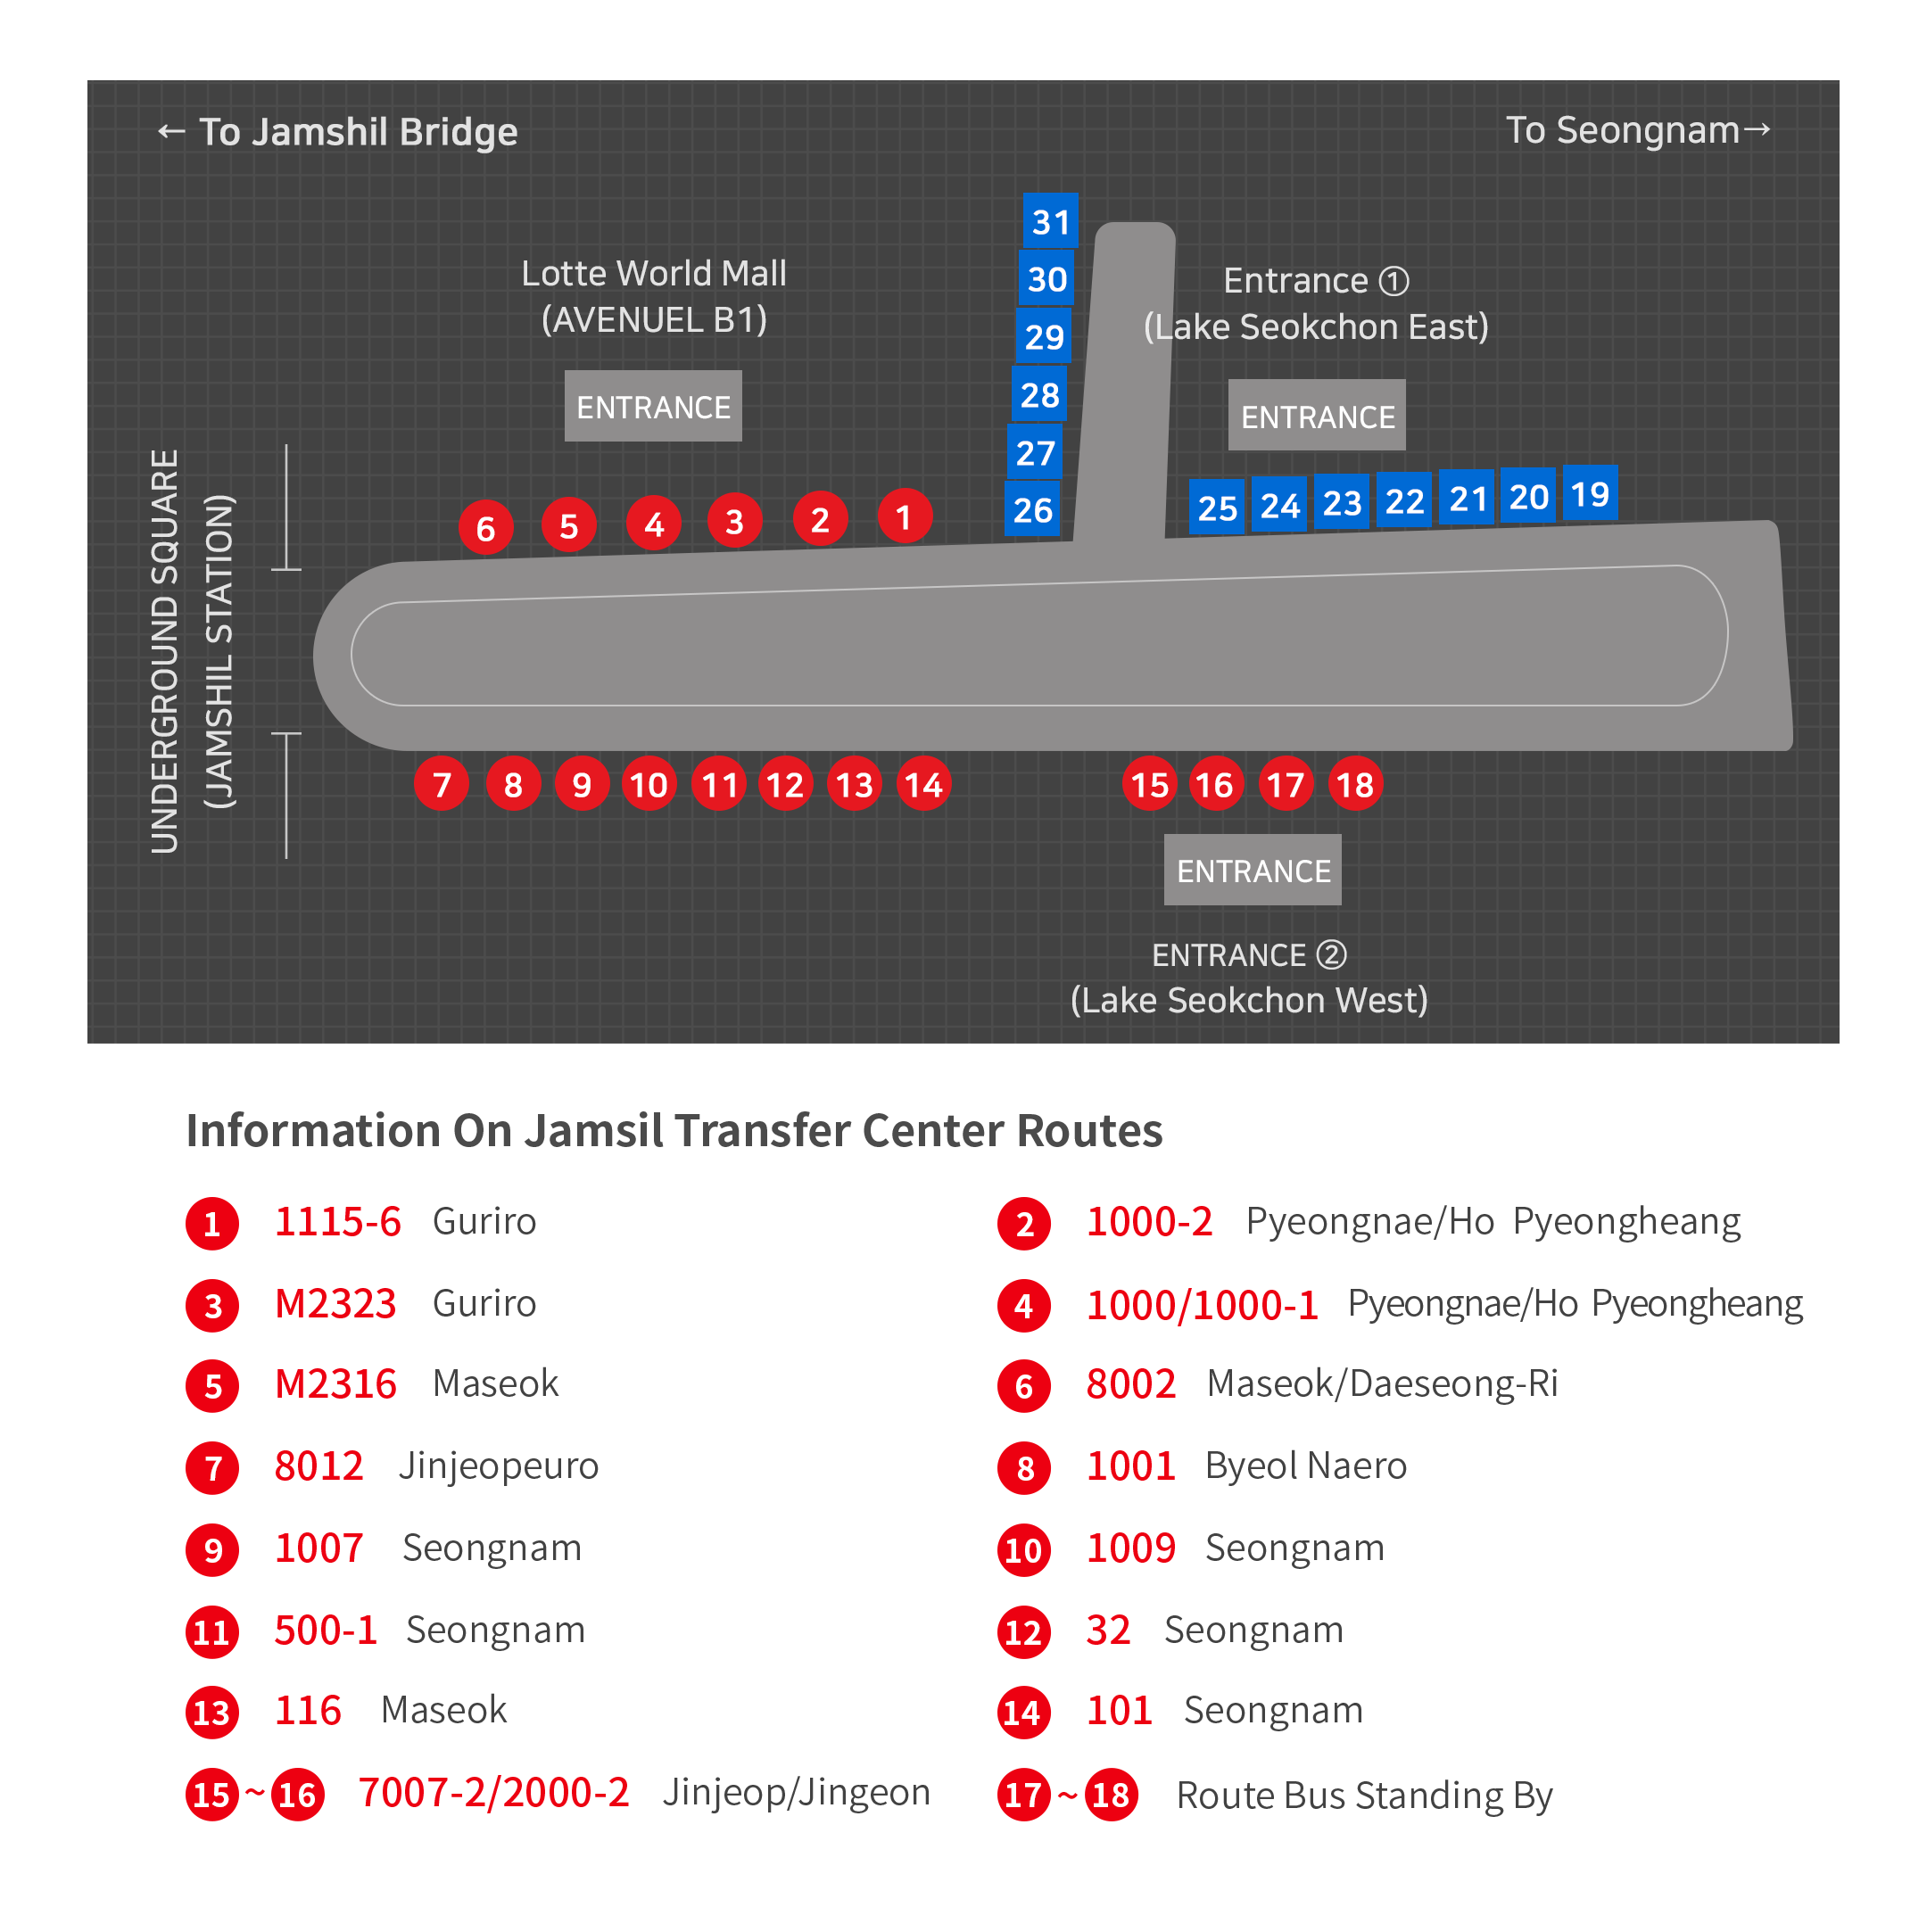 ← To Jamshil Bridge
To Seongnam→
Lotte World Mall
(AVENUEL B1)
ENTRANCE
Entrance ①
(Lake Seokchon East)
ENTRANCE
31
30
29
28
27
26
25 24 23 22 21 20 19
6 5 4 3 2 1
UNDERGROUND SQUARE
(JAMSHIL STATION)
7 8 9 10 11 12 13 14 15 16 17 18
ENTRANCE
ENTRANCE ②
(Lake Seokchon West)
Information On Jamsil Transfer Center Routes
1 1115-6 Guriro
2 1000-2 Pyeongnae/Ho Pyeongheang
3 M2323 Guriro
4 1000/1000-1 Pyeongnae/Ho Pyeongheang
5 M2316 Maseok
6 8002 Maseok/Daeseong-Ri
7 8012 Jinjeopeuro
8 1001 Byeol Naero
9 1007 Seongnam
10 1009 Seongnam
11 500-1 Seongnam
12 32 Seongnam
13 116 Maseok
14 101 Seongnam
15 ~ 16 7007-2/2000-2 Jinjeop/Jingeon
17 ~ 18 Route Bus Standing By